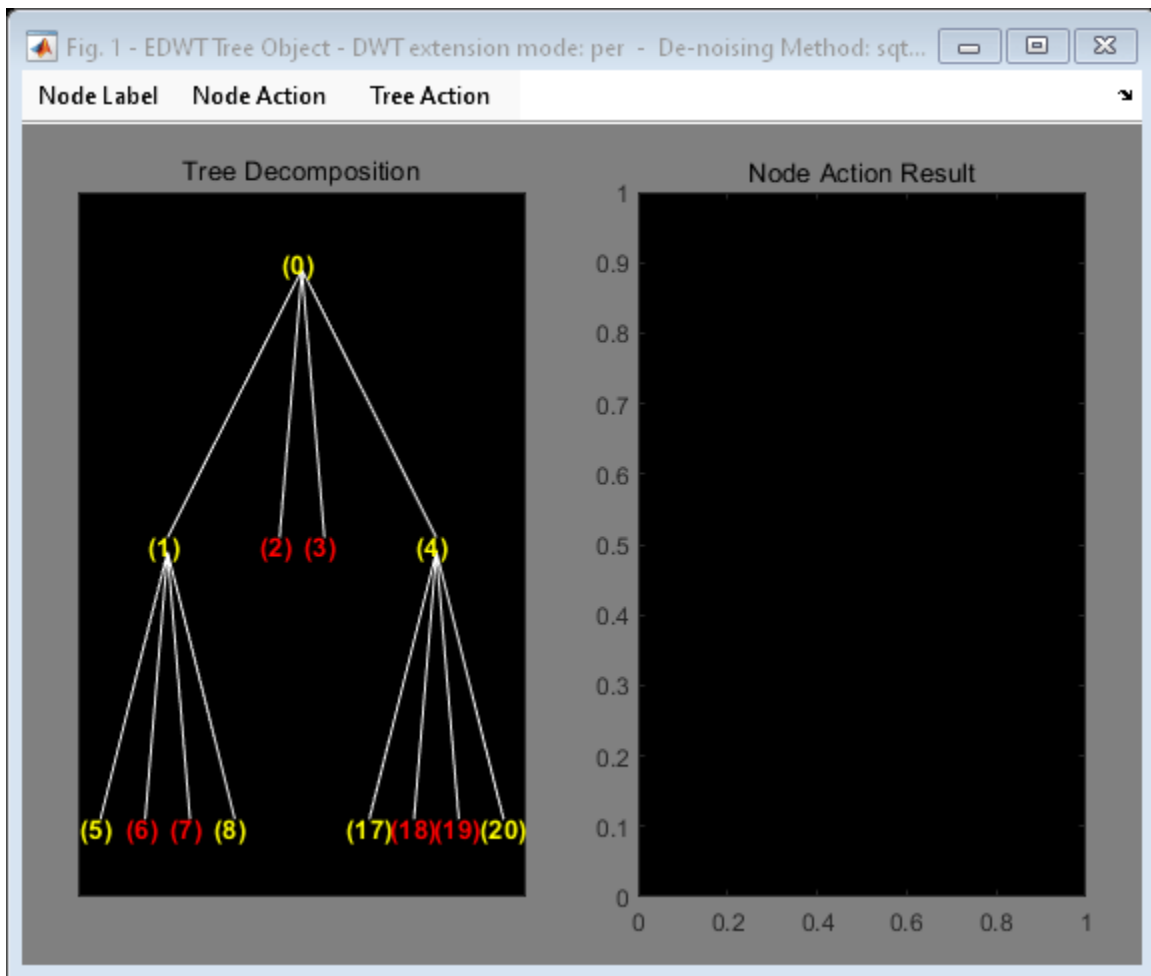 Fig. 1 - EDWT Tree Object - DWT extension mode: per - De-noising Method: sqt...
Node Label Node Action Tree Action
Tree Decomposition
(0)
(1) (2) (3) (4)
(5) (6) (7) (8) (17) (18) (19) (20)
Node Action Result
1
0.9
0.8
0.7
0.6
0.5
0.4
0.3
0.2
0.1
0
0 0.2 0.4 0.6 0.8 1